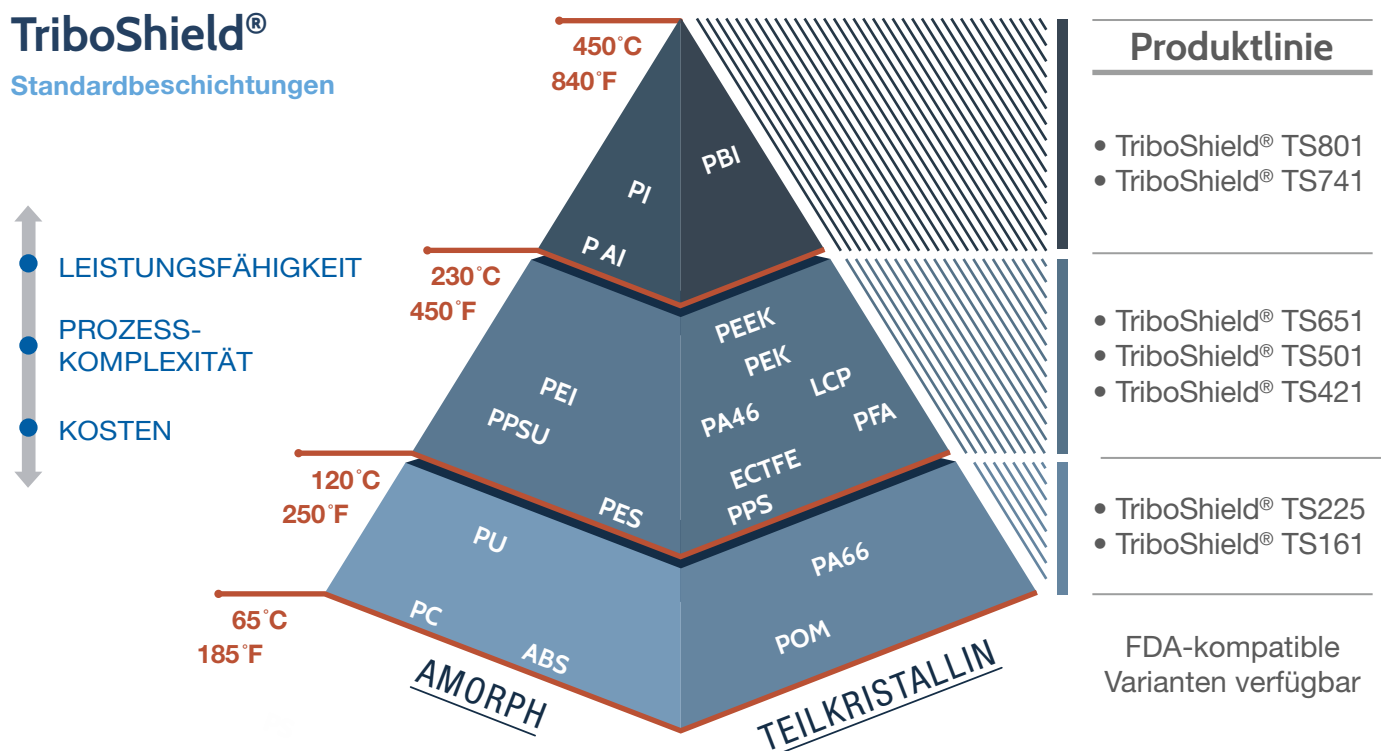 TriboShield®
Standardbeschichtungen
LEISTUNGSFÄHIGKEIT
PROZESS-
KOMPLEXITÄT
KOSTEN
450°C
840°F
230°C
450°F
120°C
250°F
65°C
185°F
PBI
PI
P AI
PEEK
PEK
LCP
PEI
PA46
PFA
PPSU
ECTFE
PES
PPS
PU
PA66
PC
POM
ABS
AMORPH
TEILKRISTALLIN
Produktlinie
• TriboShield® TS801
• TriboShield® TS741
• TriboShield® TS651
• TriboShield® TS501
• TriboShield® TS421
• TriboShield® TS225
• TriboShield® TS161
FDA-kompatible
Varianten verfügbar